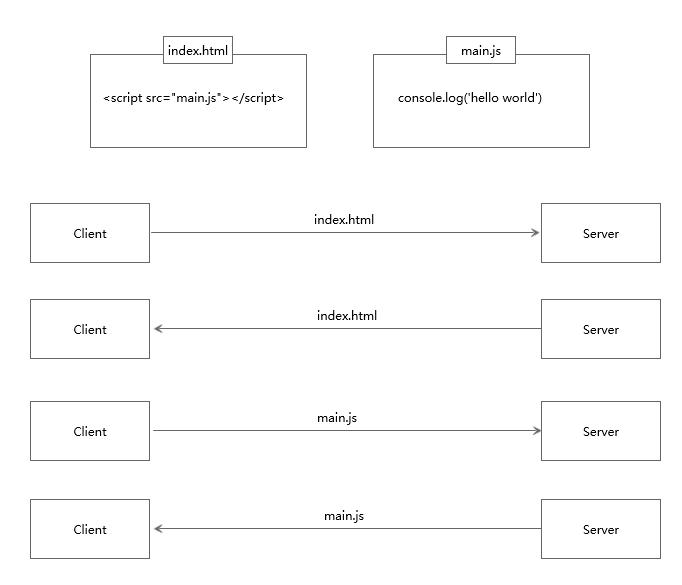 index.html
main.js
<script src="main.js"></script>
console.log('hello world')
index.html
Client
Server
index.html
Client
Server
main.js
Client
Server
main.js
Client
Server